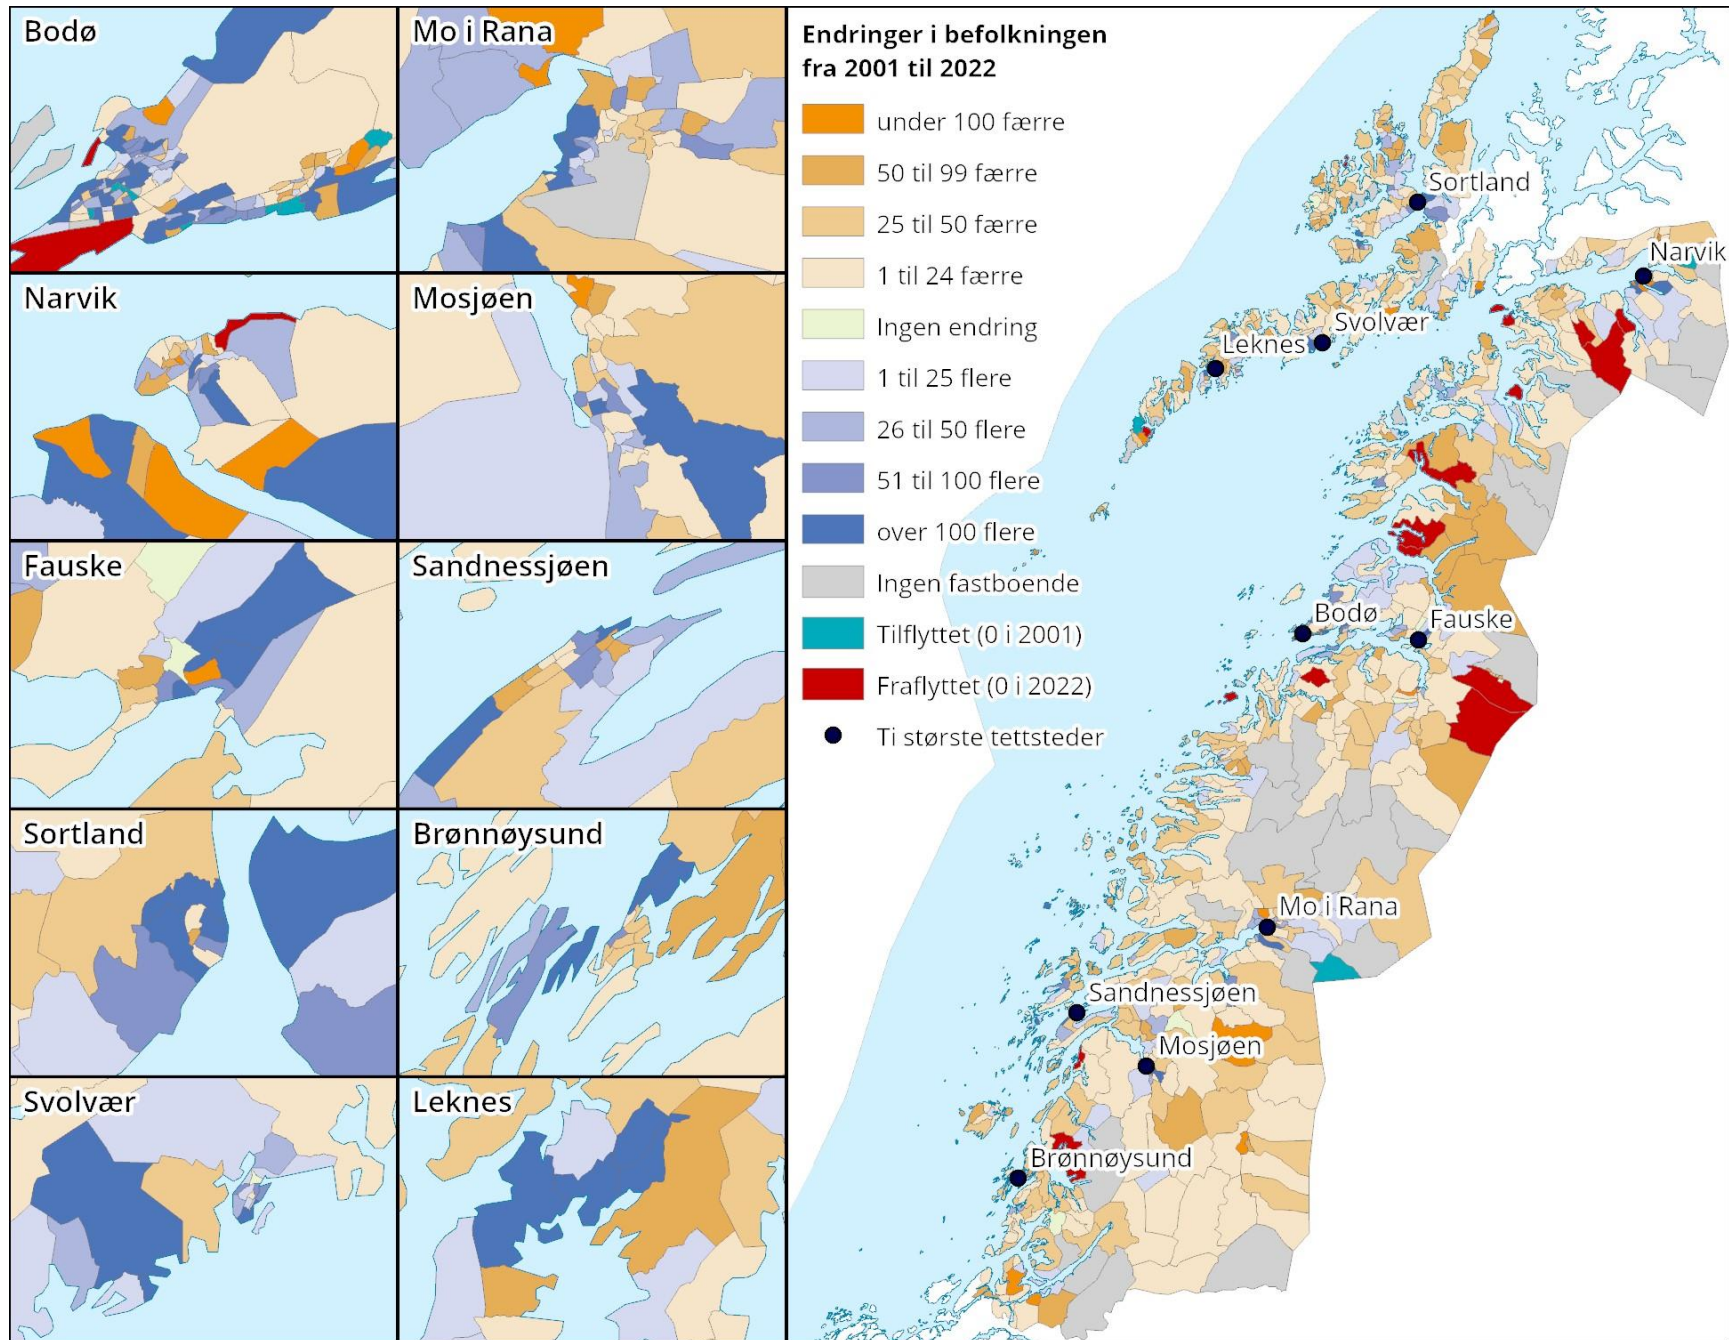 Bodø
Mo i Rana
Narvik
Mosjøen
Fauske
Sandnessjøen
Sortland
Brønnøysund
Svolvær
Leknes
Endringer i befolkningen
fra 2001 til 2022
under 100 færre
50 til 99 færre
25 til 50 færre
1 til 24 færre
Ingen endring
1 til 25 flere
26 til 50 flere
51 til 100 flere
over 100 flere
Ingen fastboende
Tilflyttet (0 i 2001)
Fraflyttet (0 i 2022)
Ti største tettsteder
Sortland
Narvik
Svolvær
Leknes
Bodø
Fauske
Mo i Rana
Sandnessjøen
Mosjøen
Brønnøysund